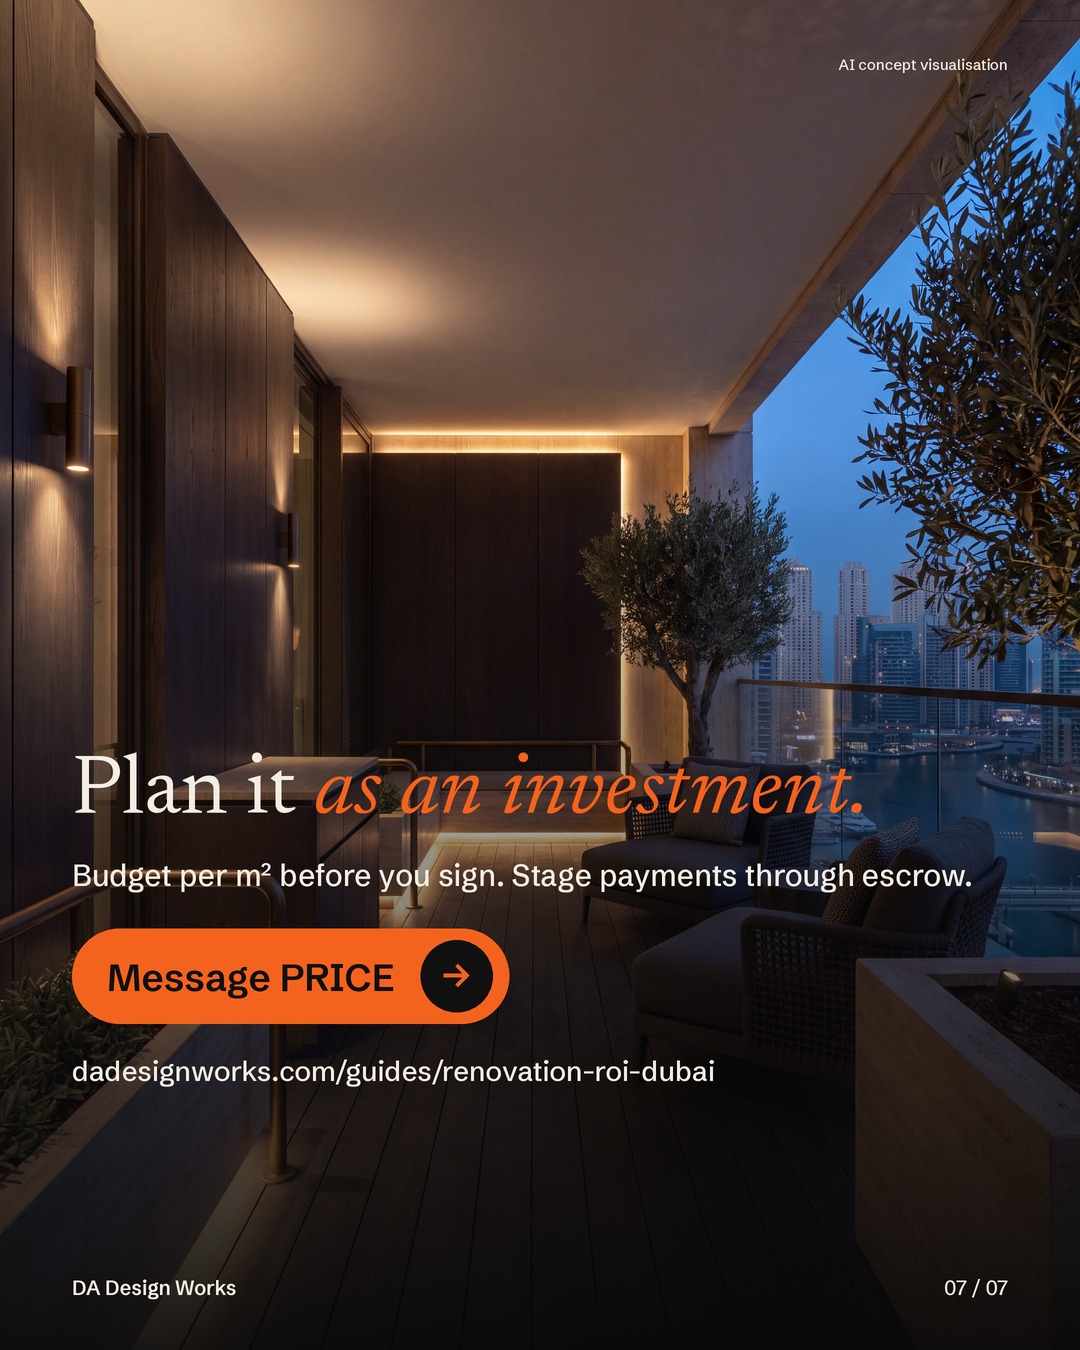 AI concept visualisation
Plan it as an investment.
Budget per m² before you sign. Stage payments through escrow.
Message PRICE →
dadesignworks.com/guides/renovation-roi-dubai
DA Design Works
07 / 07